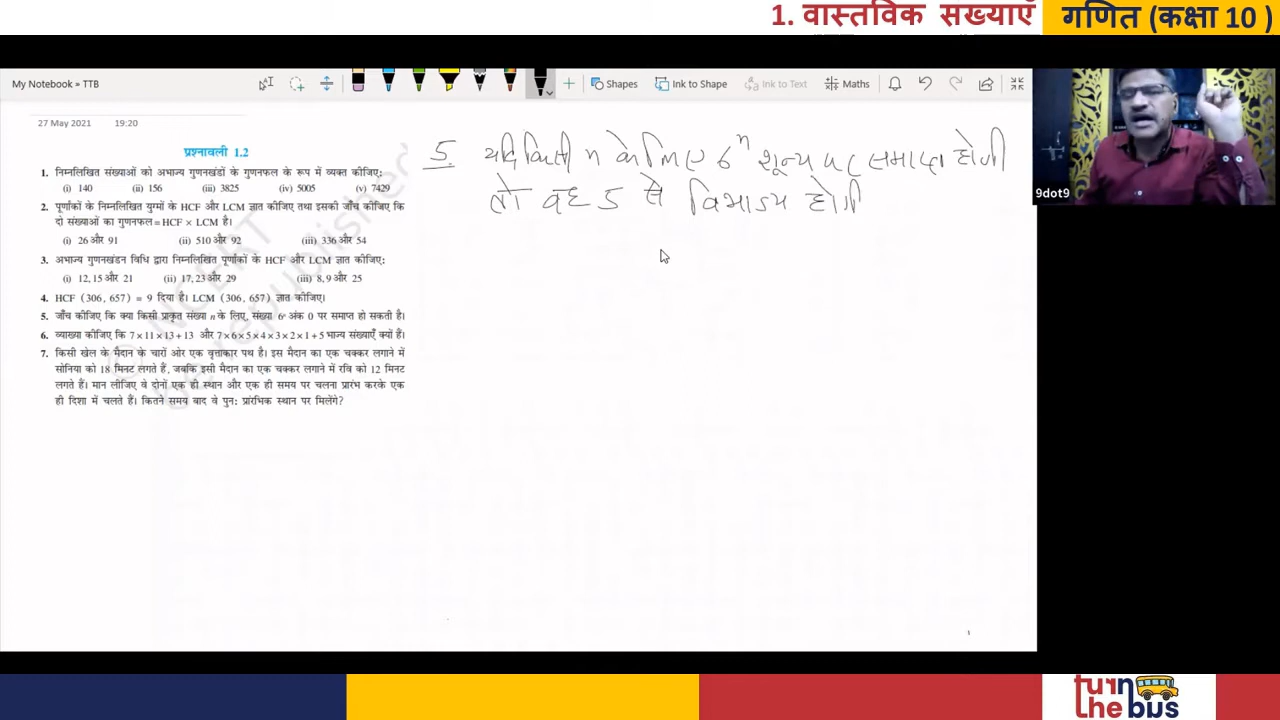 1. वास्तविक संख्याएँ
गणित (कक्षा 10 )
My Notebook » TTB
Shapes
Ink to Shape
Ink to Text
Maths
27 May 2021 19:20
प्रश्नावली 1.2
1. निम्नलिखित संख्याओं को अभाज्य गुणनखंडों के गुणनफल के रूप में व्यक्त कीजिए:
(i) 140 (ii) 156 (iii) 3825 (iv) 5005 (v) 7429
2. पूर्णांकों के निम्नलिखित युग्मों के HCF और LCM ज्ञात कीजिए तथा इसकी जाँच कीजिए कि
दो संख्याओं का गुणनफल = HCF × LCM है।
(i) 26 और 91 (ii) 510 और 92 (iii) 336 और 54
3. अभाज्य गुणनखंडन विधि द्वारा निम्नलिखित पूर्णांकों के HCF और LCM ज्ञात कीजिए:
(i) 12, 15 और 21 (ii) 17, 23 और 29 (iii) 8, 9 और 25
4. HCF (306, 657) = 9 दिया है। LCM (306, 657) ज्ञात कीजिए।
5. जाँच कीजिए कि क्या किसी प्राकृत संख्या n के लिए, संख्या 6ⁿ अंक 0 पर समाप्त हो सकती है।
6. व्याख्या कीजिए कि 7 × 11 × 13 + 13 और 7 × 6 × 5 × 4 × 3 × 2 × 1 + 5 भाज्य संख्याएँ क्यों हैं।
7. किसी खेल के मैदान के चारों ओर एक वृत्ताकार पथ है। इस मैदान का एक चक्कर लगाने में
सोनिया को 18 मिनट लगते हैं, जबकि इसी मैदान का एक चक्कर लगाने में रवि को 12 मिनट
लगते हैं। मान लीजिए वे दोनों एक ही स्थान और एक ही समय पर चलना प्रारंभ करके एक
ही दिशा में चलते हैं। कितने समय बाद वे पुन: प्रारंभिक स्थान पर मिलेंगे?
5. यदि किसी n के लिए 6ⁿ शून्य पर समाप्त होगी
तो वह 5 से विभाज्य होगी
9dot9
1
turn
the bus